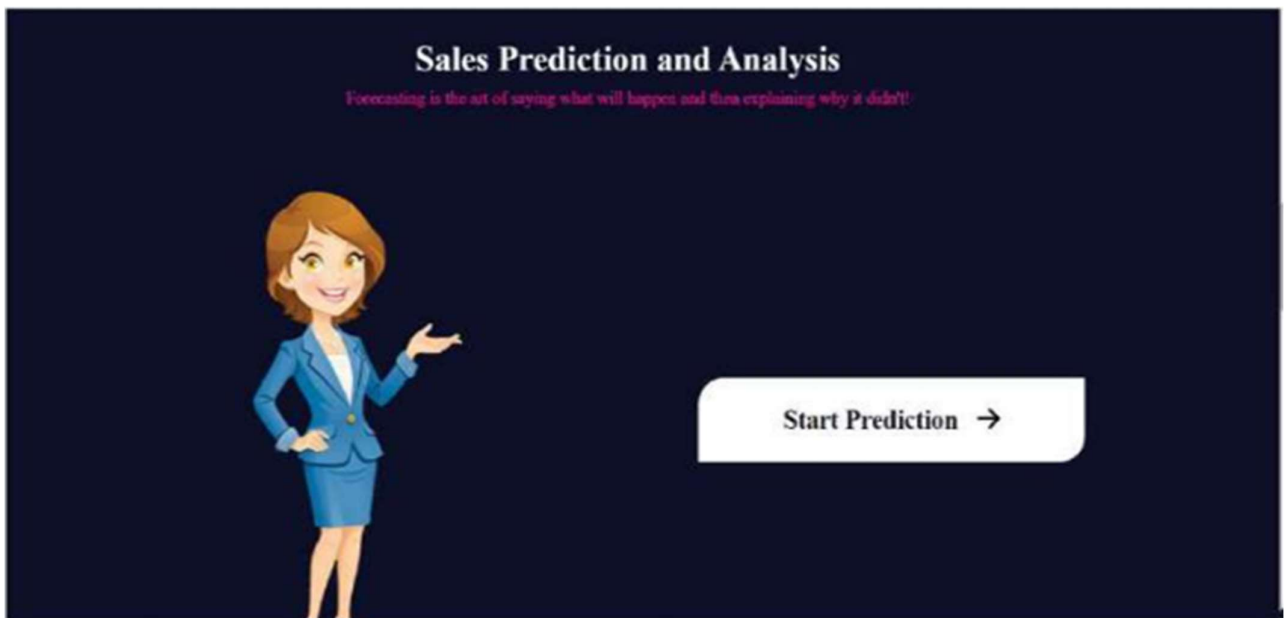 Sales Prediction and Analysis
Forecasting is the art of saying what will happen and then explaining why it didn't!
Start Prediction →